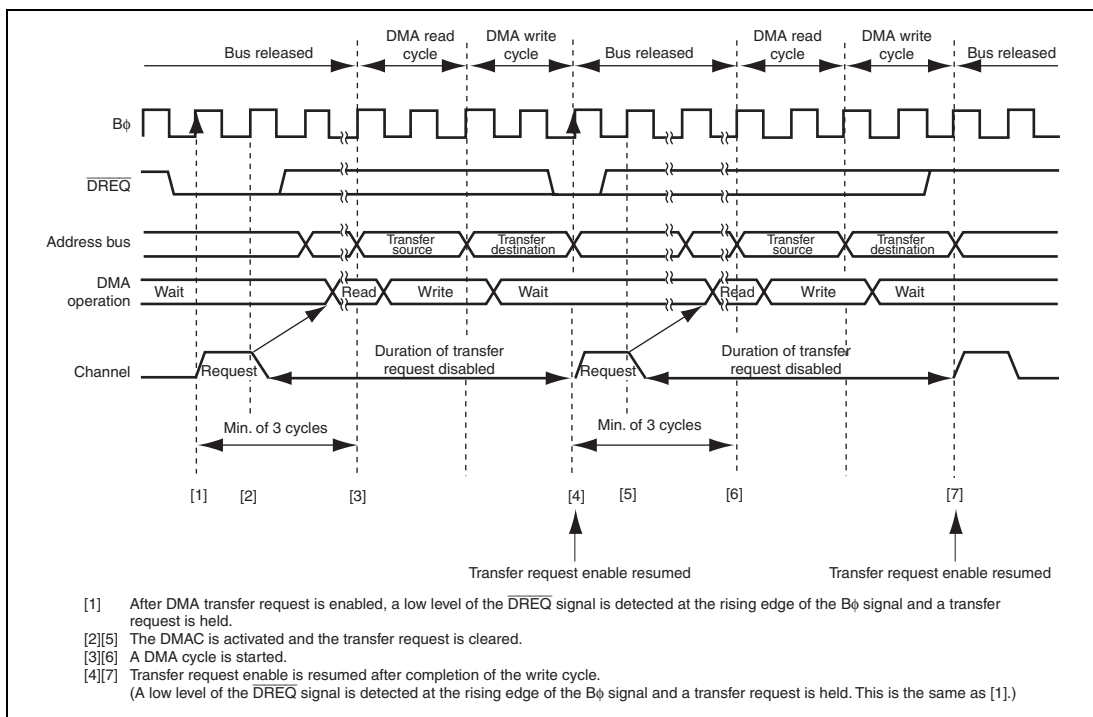 DMA read cycle
DMA write cycle
DMA read cycle
DMA write cycle
Bus released
Bus released
Bus released
Bφ
DREQ
Address bus
Transfer source
Transfer destination
Transfer source
Transfer destination
DMA operation
Wait
Read
Write
Wait
Read
Write
Wait
Channel
Request
Duration of transfer request disabled
Request
Duration of transfer request disabled
Min. of 3 cycles
Min. of 3 cycles
[1]
[2]
[3]
[4]
[5]
[6]
[7]
Transfer request enable resumed
Transfer request enable resumed
[1] After DMA transfer request is enabled, a low level of the DREQ signal is detected at the rising edge of the Bφ signal and a transfer
request is held.
[2][5] The DMAC is activated and the transfer request is cleared.
[3][6] A DMA cycle is started.
[4][7] Transfer request enable is resumed after completion of the write cycle.
(A low level of the DREQ signal is detected at the rising edge of the Bφ signal and a transfer request is held. This is the same as [1].)